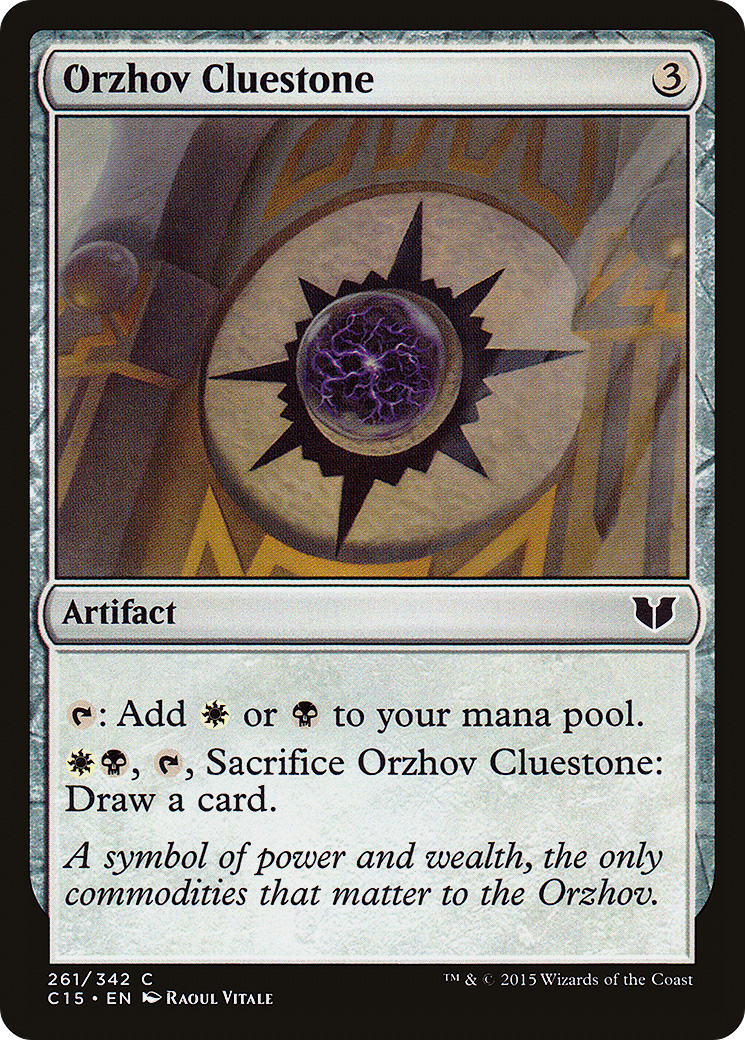 Orzhov Cluestone 3
Artifact
: Add or to your mana pool.
, , Sacrifice Orzhov Cluestone:
Draw a card.
A symbol of power and wealth, the only
commodities that matter to the Orzhov.
261/342 C ™ & © 2015 Wizards of the Coast
C15 • EN Raoul Vitale